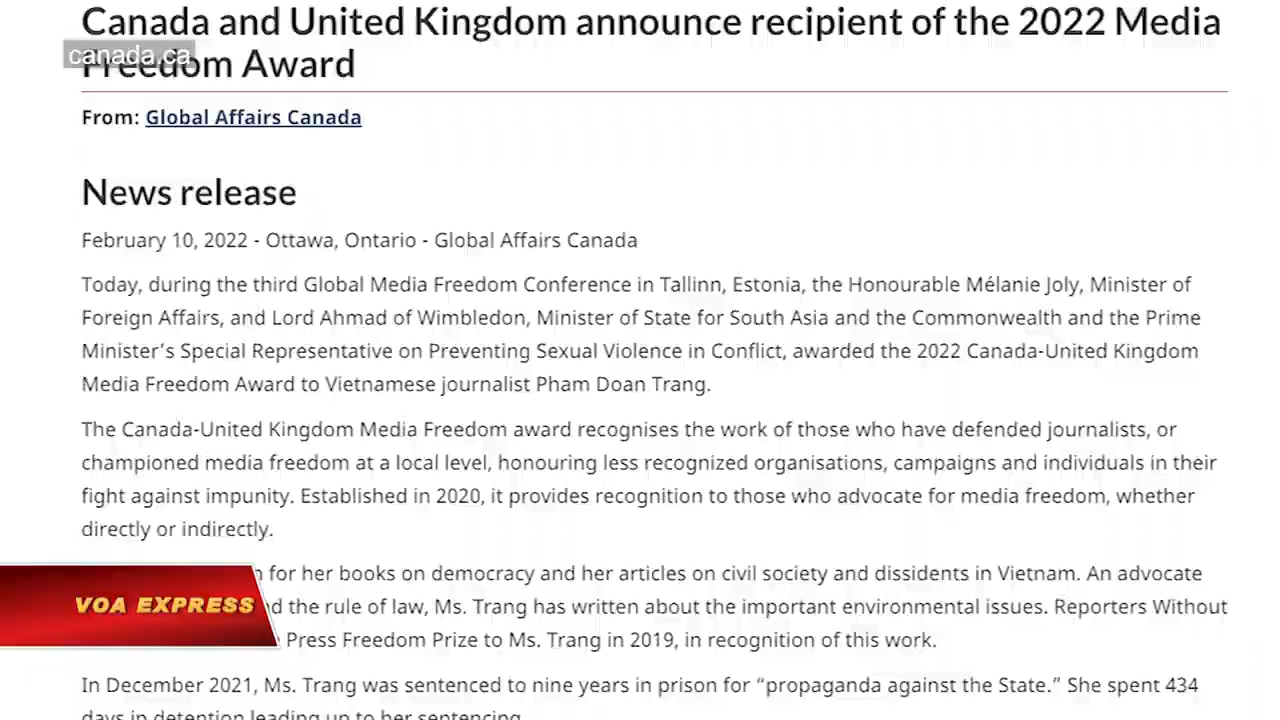 Canada and United Kingdom announce recipient of the 2022 Media
canada.ca
Freedom Award
From: Global Affairs Canada
News release
February 10, 2022 - Ottawa, Ontario - Global Affairs Canada
Today, during the third Global Media Freedom Conference in Tallinn, Estonia, the Honourable Mélanie Joly, Minister of
Foreign Affairs, and Lord Ahmad of Wimbledon, Minister of State for South Asia and the Commonwealth and the Prime
Minister’s Special Representative on Preventing Sexual Violence in Conflict, awarded the 2022 Canada-United Kingdom
Media Freedom Award to Vietnamese journalist Pham Doan Trang.
The Canada-United Kingdom Media Freedom award recognises the work of those who have defended journalists, or
championed media freedom at a local level, honouring less recognized organisations, campaigns and individuals in their
fight against impunity. Established in 2020, it provides recognition to those who advocate for media freedom, whether
directly or indirectly.
for her books on democracy and her articles on civil society and dissidents in Vietnam. An advocate
VOA EXPRESS
the rule of law, Ms. Trang has written about the important environmental issues. Reporters Without
Press Freedom Prize to Ms. Trang in 2019, in recognition of this work.
In December 2021, Ms. Trang was sentenced to nine years in prison for “propaganda against the State.” She spent 434
days in detention leading up to her sentencing.